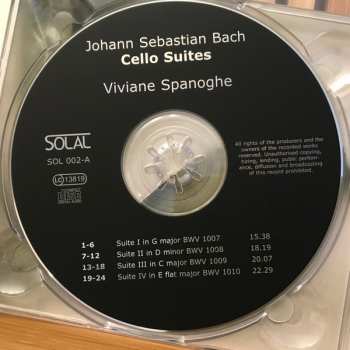 Johann Sebastian Bach
Cello Suites
Viviane Spanoghe
SOLAL
SOL 002-A
LC 13819
COMPACT
disc
DIGITAL AUDIO
All rights of the producers and the
owners of the recorded works
reserved. Unauthorised copying,
hiring, lending, public perform-
ance, diffusion and broadcasting
of this record prohibited.
1-6 Suite I in G major BWV 1007 15.38
7-12 Suite II in D minor BWV 1008 18.19
13-18 Suite III in C major BWV 1009 20.07
19-24 Suite IV in E flat major BWV 1010 22.29